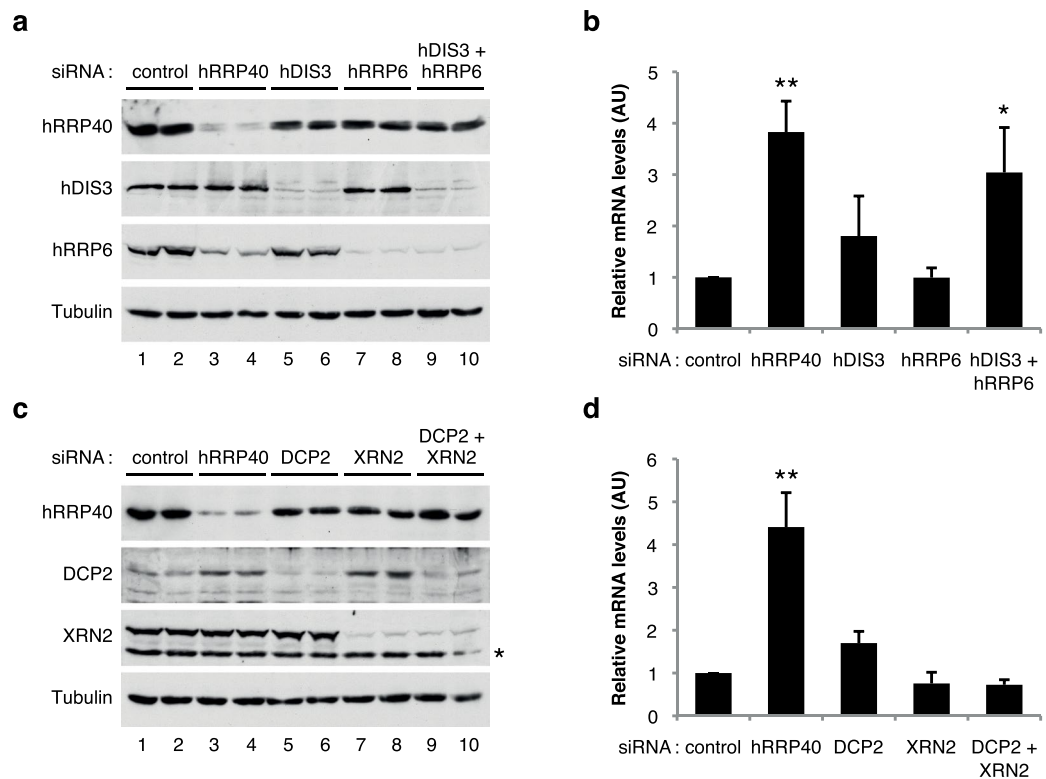 a
hDIS3 +
siRNA : control hRRP40 hDIS3 hRRP6 hRRP6
hRRP40
hDIS3
hRRP6
Tubulin
1 2 3 4 5 6 7 8 9 10
b
Relative mRNA levels (AU)
5
4
3
2
1
0
**
*
siRNA : control hRRP40 hDIS3 hRRP6 hDIS3 +
hRRP6
c
DCP2 +
siRNA : control hRRP40 DCP2 XRN2 XRN2
hRRP40
DCP2
XRN2
*
Tubulin
1 2 3 4 5 6 7 8 9 10
d
Relative mRNA levels (AU)
6
5
4
3
2
1
0
**
siRNA : control hRRP40 DCP2 XRN2 DCP2 +
XRN2